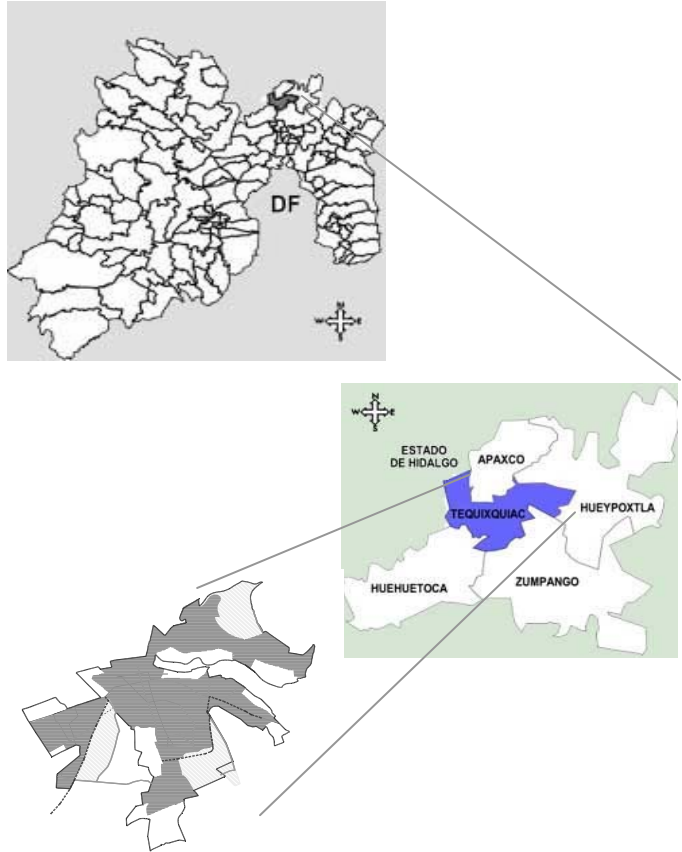 DF
N
W E
S
N
W E
S
ESTADO
DE HIDALGO
APAXCO
TEQUIXQUIAC
HUEYPOXTLA
HUEHUETOCA
ZUMPANGO